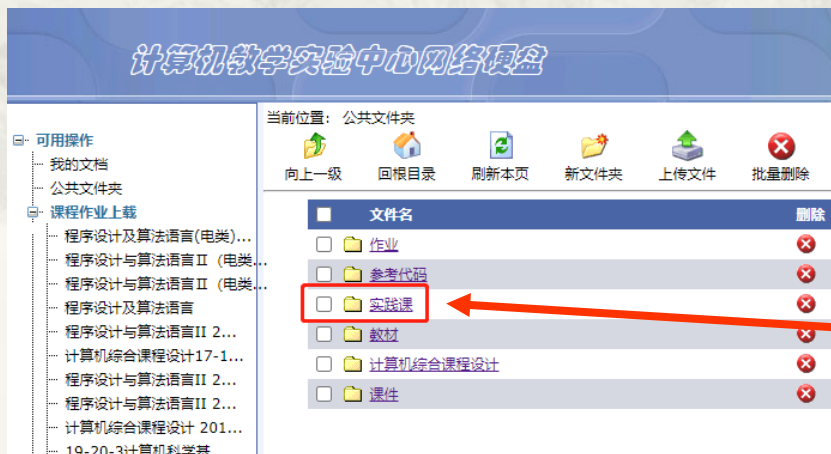 计算机教学实验中心网络硬盘
当前位置： 公共文件夹
向上一级 回根目录 刷新本页 新文件夹 上传文件 批量删除
可用操作
我的文档
公共文件夹
课程作业上载
程序设计及算法语言(电类)...
程序设计与算法语言II（电类...
程序设计与算法语言II（电类...
程序设计及算法语言
程序设计与算法语言II 2...
计算机综合课程设计17-1...
程序设计与算法语言II 2...
程序设计与算法语言II 2...
计算机综合课程设计 201...
19-20-3计算机科学基
文件名 删除
作业
参考代码
实践课
教材
计算机综合课程设计
课件